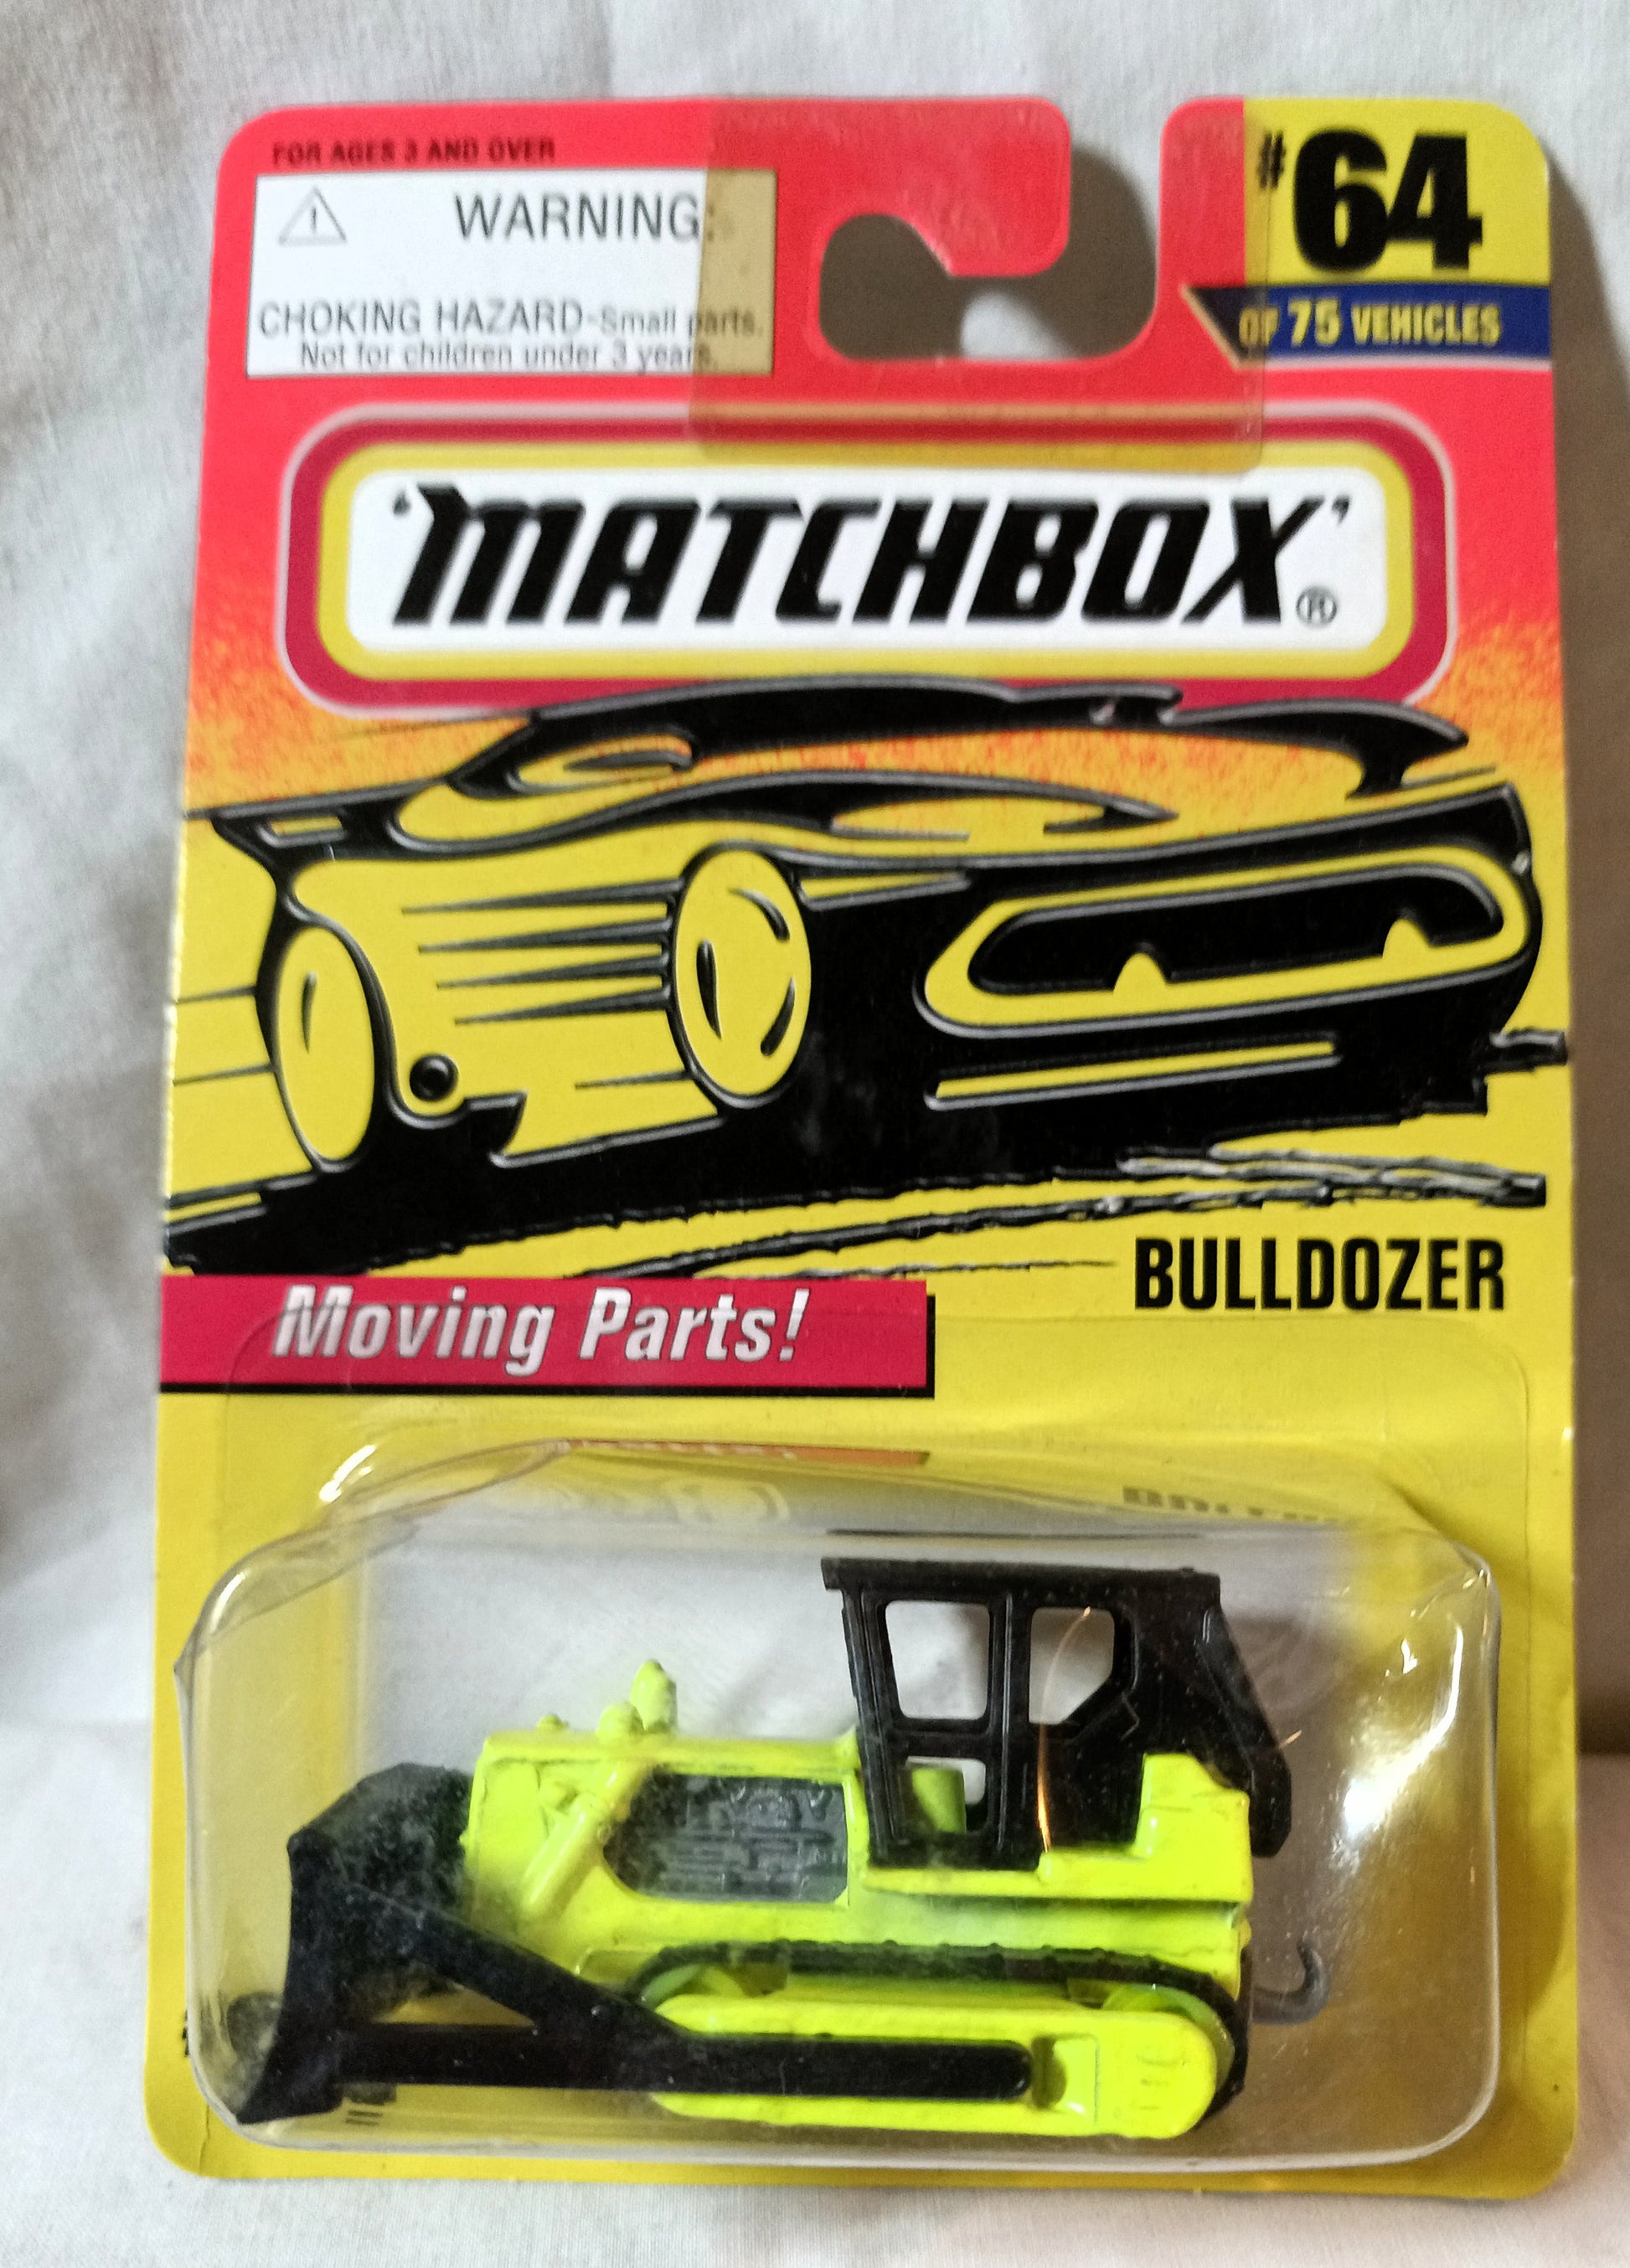 FOR AGES 3 AND OVER
WARNING:
CHOKING HAZARD-Small parts.
Not for children under 3 years.
#64
OF 75 VEHICLES
'MATCHBOX'®
BULLDOZER
Moving Parts!